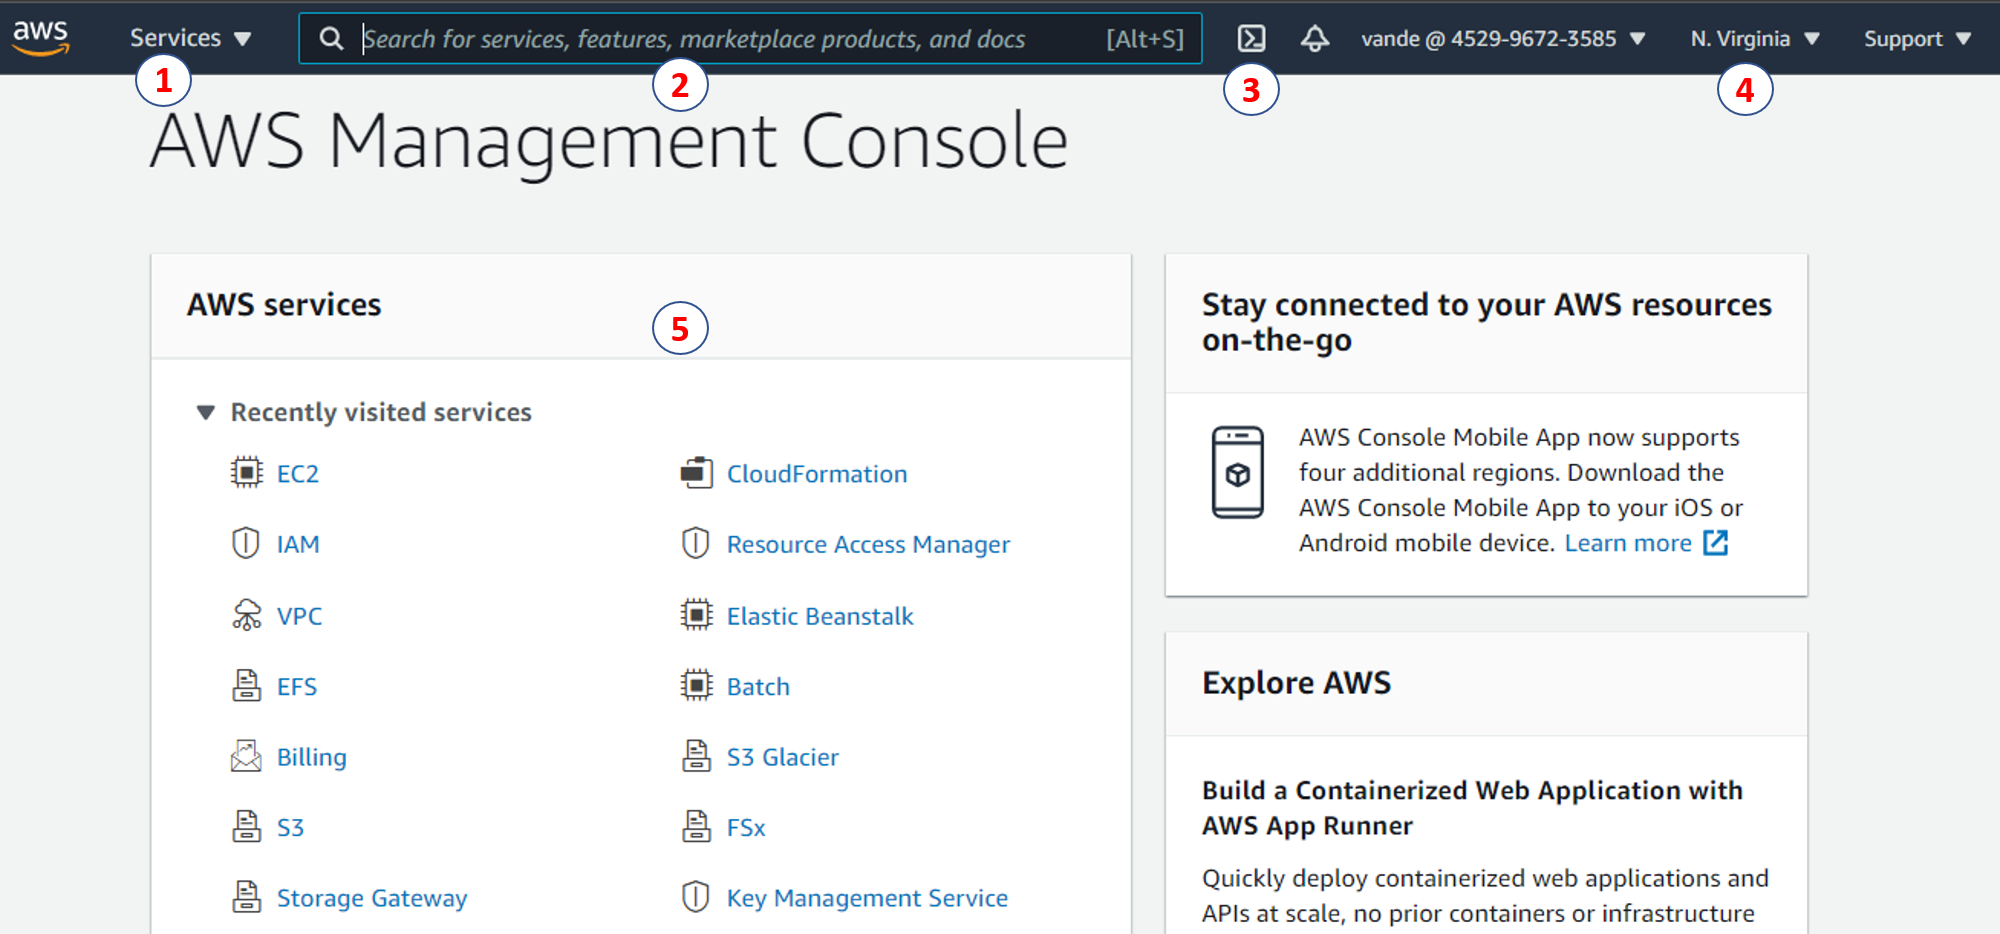 aws
Services
Search for services, features, marketplace products, and docs
[Alt+S]
vande @ 4529-9672-3585
N. Virginia
Support
1
2
3
4
AWS Management Console
AWS services
5
Recently visited services
EC2
CloudFormation
IAM
Resource Access Manager
VPC
Elastic Beanstalk
EFS
Batch
Billing
S3 Glacier
S3
FSx
Storage Gateway
Key Management Service
Stay connected to your AWS resources
on-the-go
AWS Console Mobile App now supports
four additional regions. Download the
AWS Console Mobile App to your iOS or
Android mobile device. Learn more
Explore AWS
Build a Containerized Web Application with
AWS App Runner
Quickly deploy containerized web applications and
APIs at scale, no prior containers or infrastructure